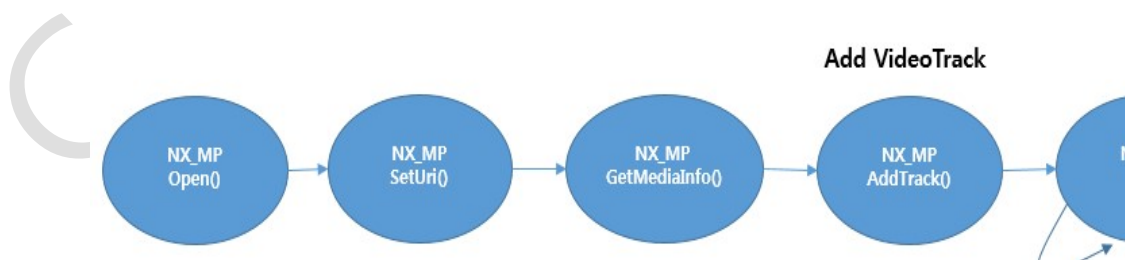 Add VideoTrack
NX_MP
Open()
NX_MP
SetUri()
NX_MP
GetMediaInfo()
NX_MP
AddTrack()